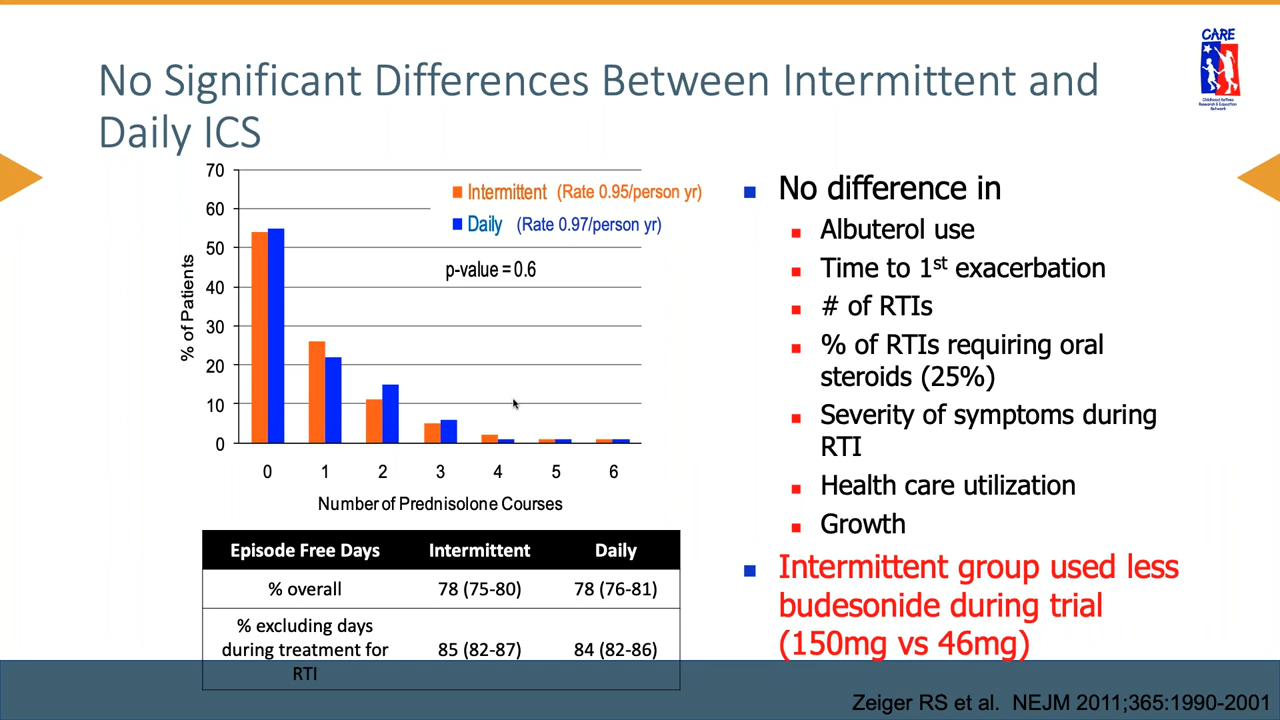 No Significant Differences Between Intermittent and
Daily ICS
CARE
Childhood Asthma
Research & Education
Network
70
60
50
40
30
20
10
0
% of Patients
Intermittent (Rate 0.95/person yr)
Daily (Rate 0.97/person yr)
p-value = 0.6
0 1 2 3 4 5 6
Number of Prednisolone Courses
Episode Free Days Intermittent Daily
% overall 78 (75-80) 78 (76-81)
% excluding days
during treatment for
RTI
85 (82-87) 84 (82-86)
No difference in
Albuterol use
Time to 1st exacerbation
# of RTIs
% of RTIs requiring oral
steroids (25%)
Severity of symptoms during
RTI
Health care utilization
Growth
Intermittent group used less
budesonide during trial
(150mg vs 46mg)
Zeiger RS et al. NEJM 2011;365:1990-2001